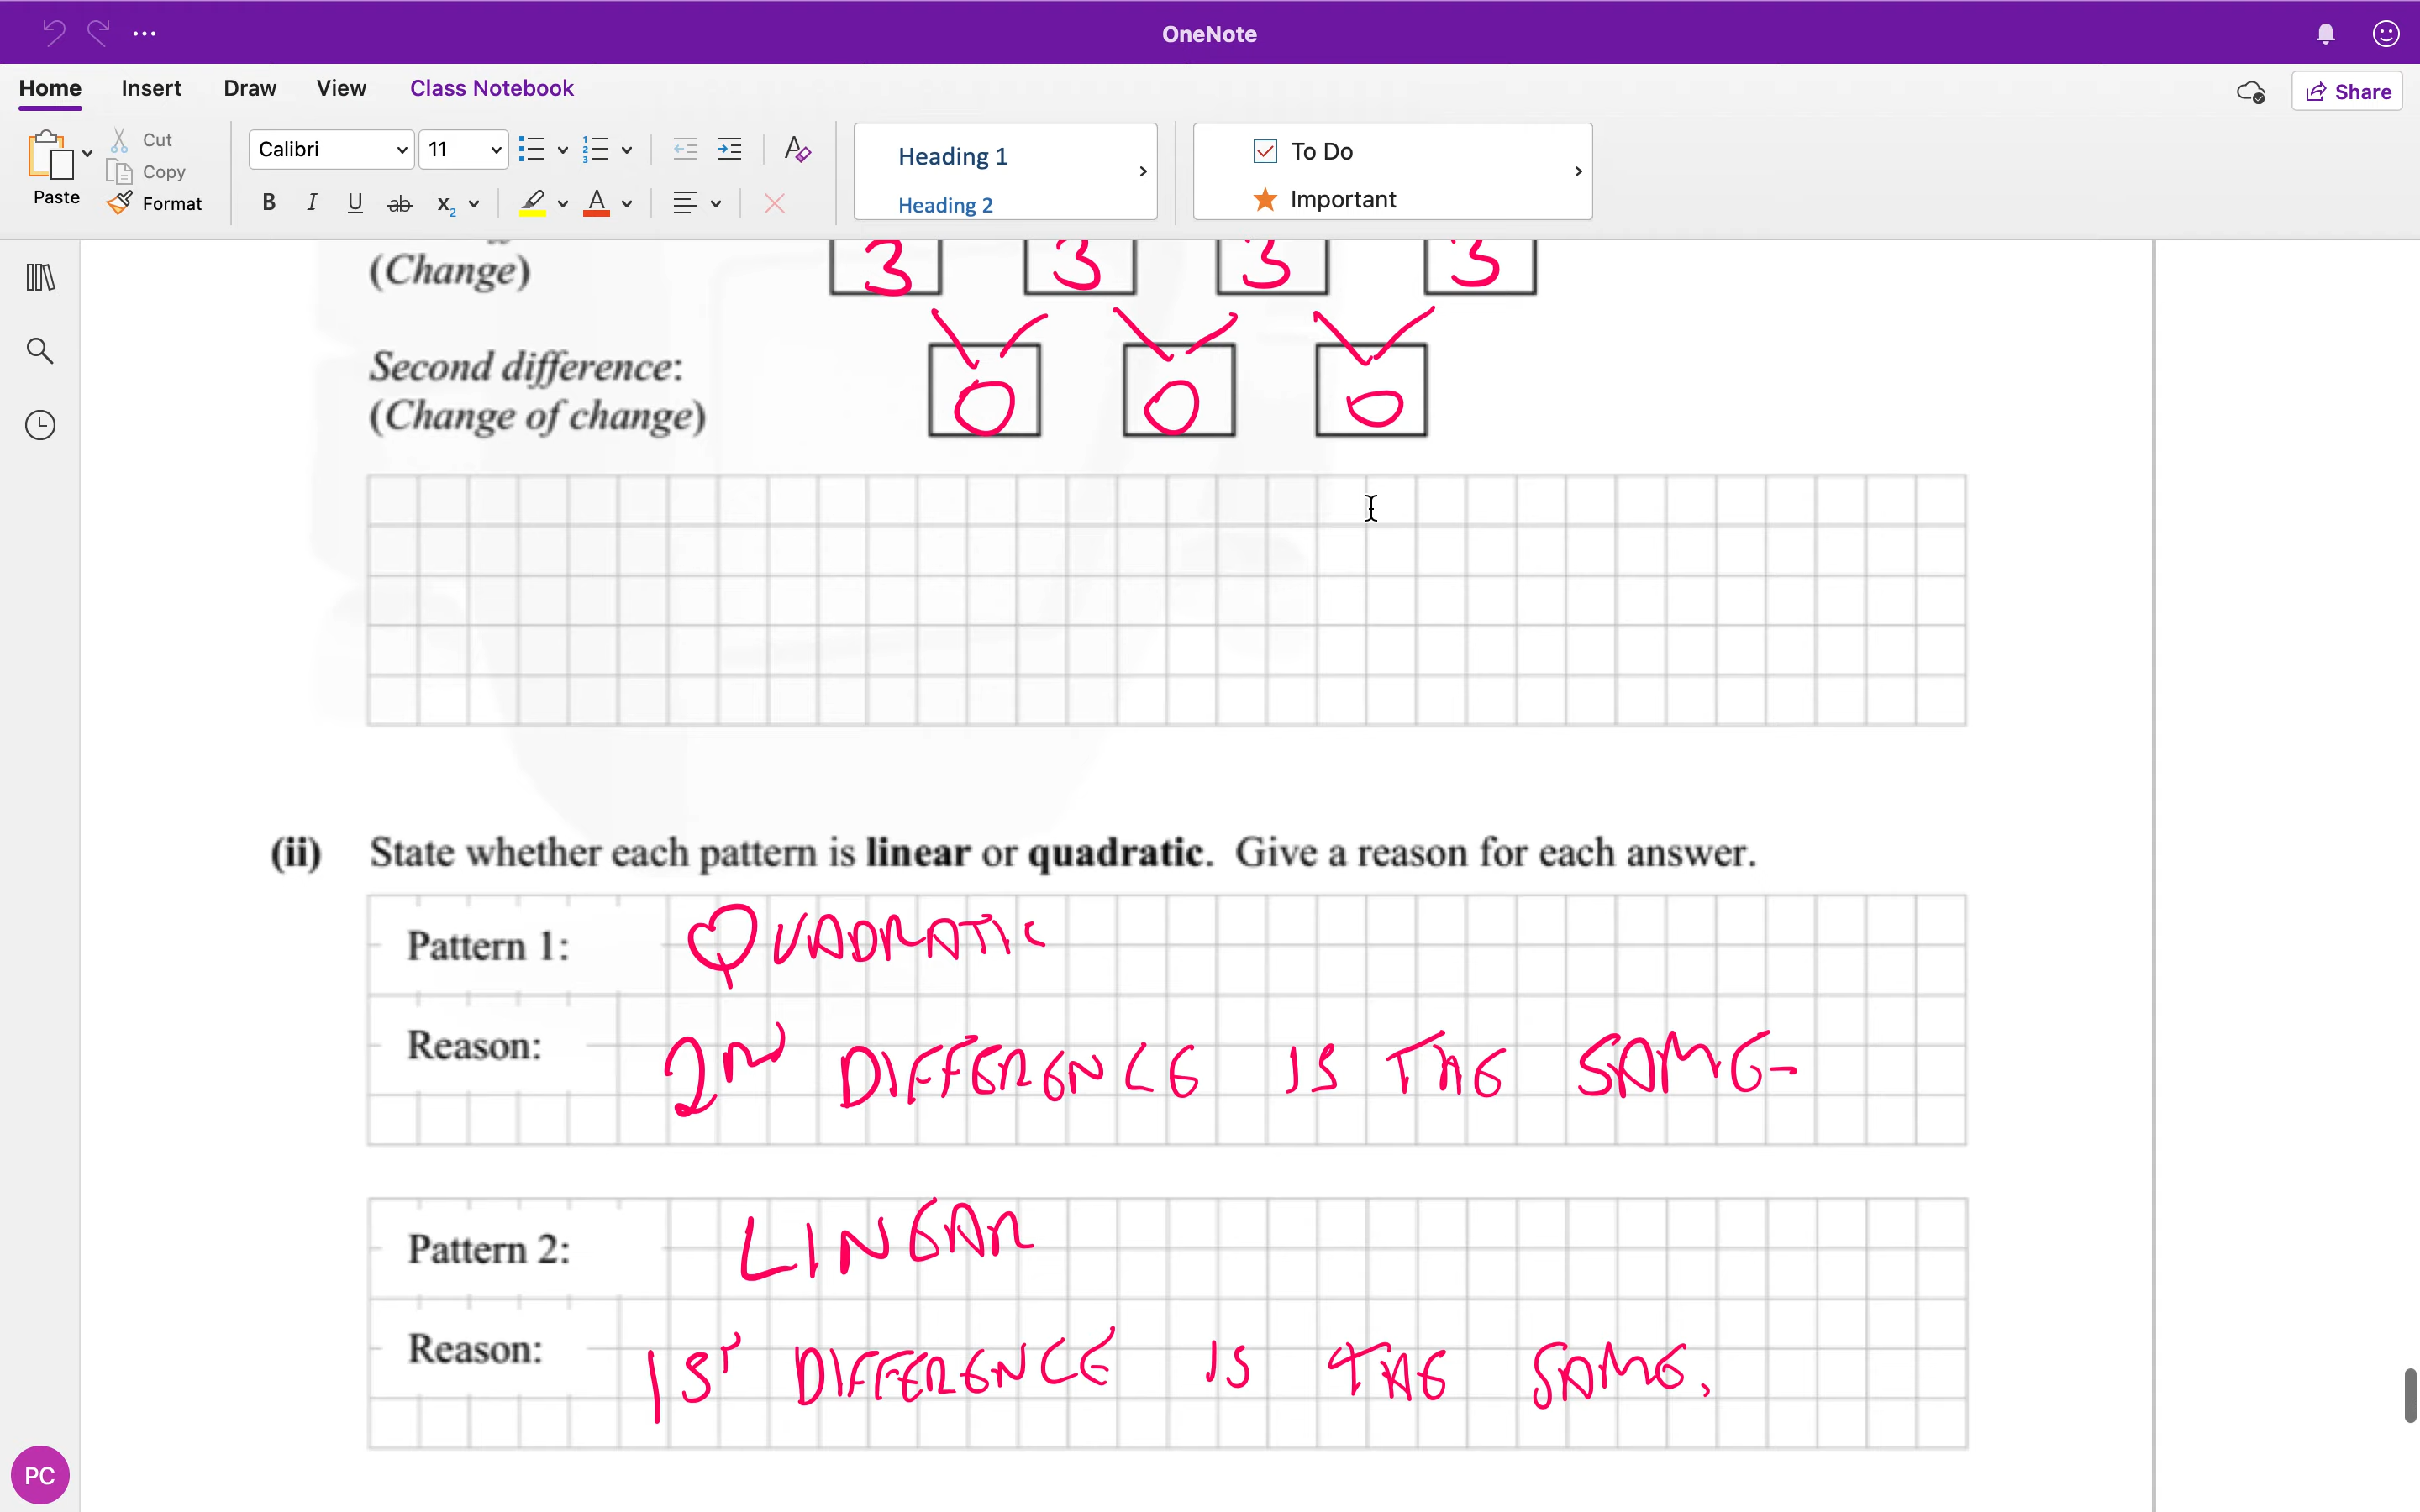 OneNote
Home Insert Draw View Class Notebook Share
Paste Cut Copy Format
Calibri 11
Heading 1
Heading 2
To Do
Important
(Change) 3 3 3 3
Second difference:
(Change of change) 0 0 0
(ii) State whether each pattern is linear or quadratic. Give a reason for each answer.
Pattern 1: QUADRATIC
Reason: 2ND DIFFERENCE IS THE SAME
Pattern 2: LINEAR
Reason: 1ST DIFFERENCE IS THE SAME.
PC